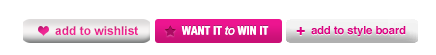 add to wishlist
WANT IT to WIN IT
+ add to style board